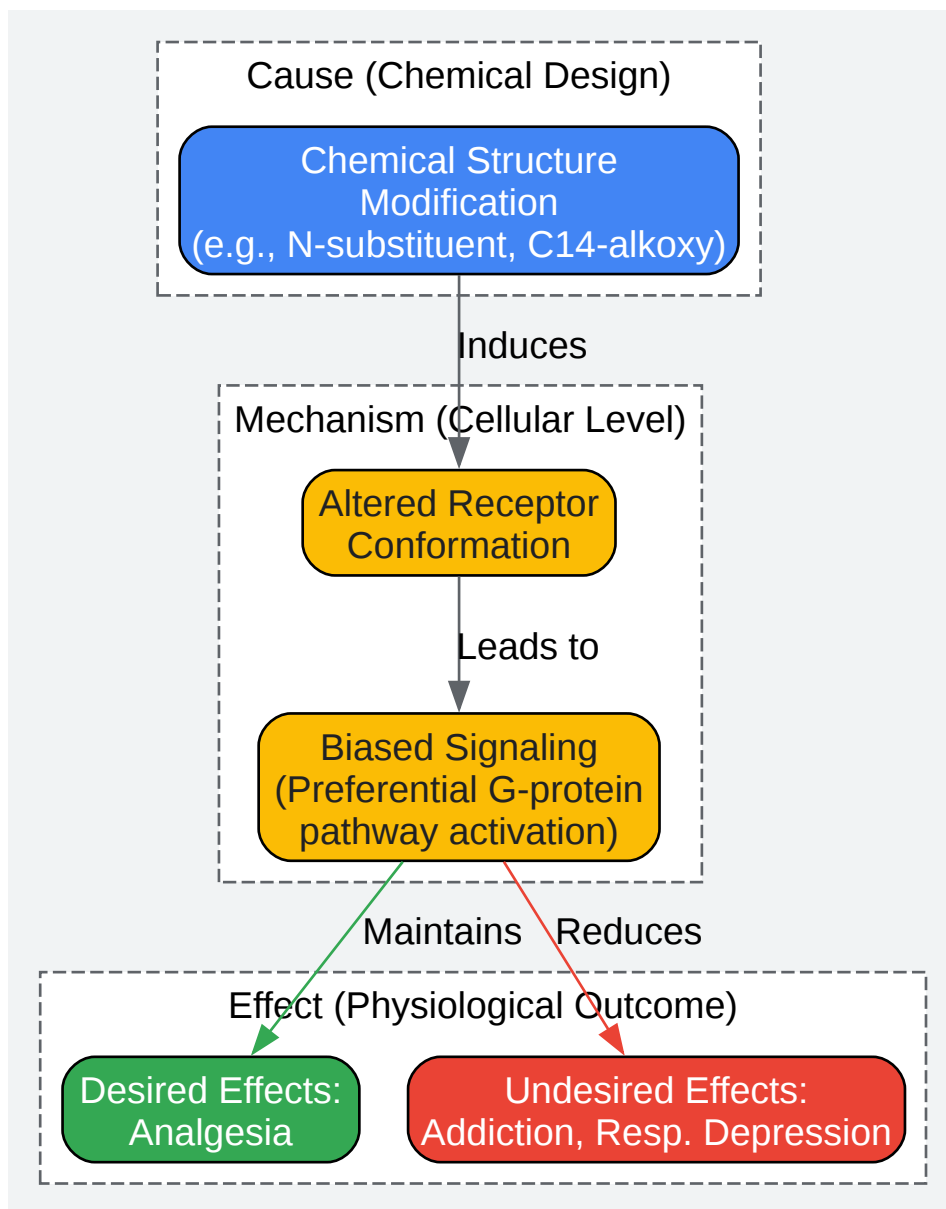 Cause (Chemical Design)
Chemical Structure
Modification
(e.g., N-substituent, C14-alkoxy)
Induces
Mechanism (Cellular Level)
Altered Receptor
Conformation
Leads to
Biased Signaling
(Preferential G-protein
pathway activation)
Maintains
Reduces
Effect (Physiological Outcome)
Desired Effects:
Analgesia
Undesired Effects:
Addiction, Resp. Depression